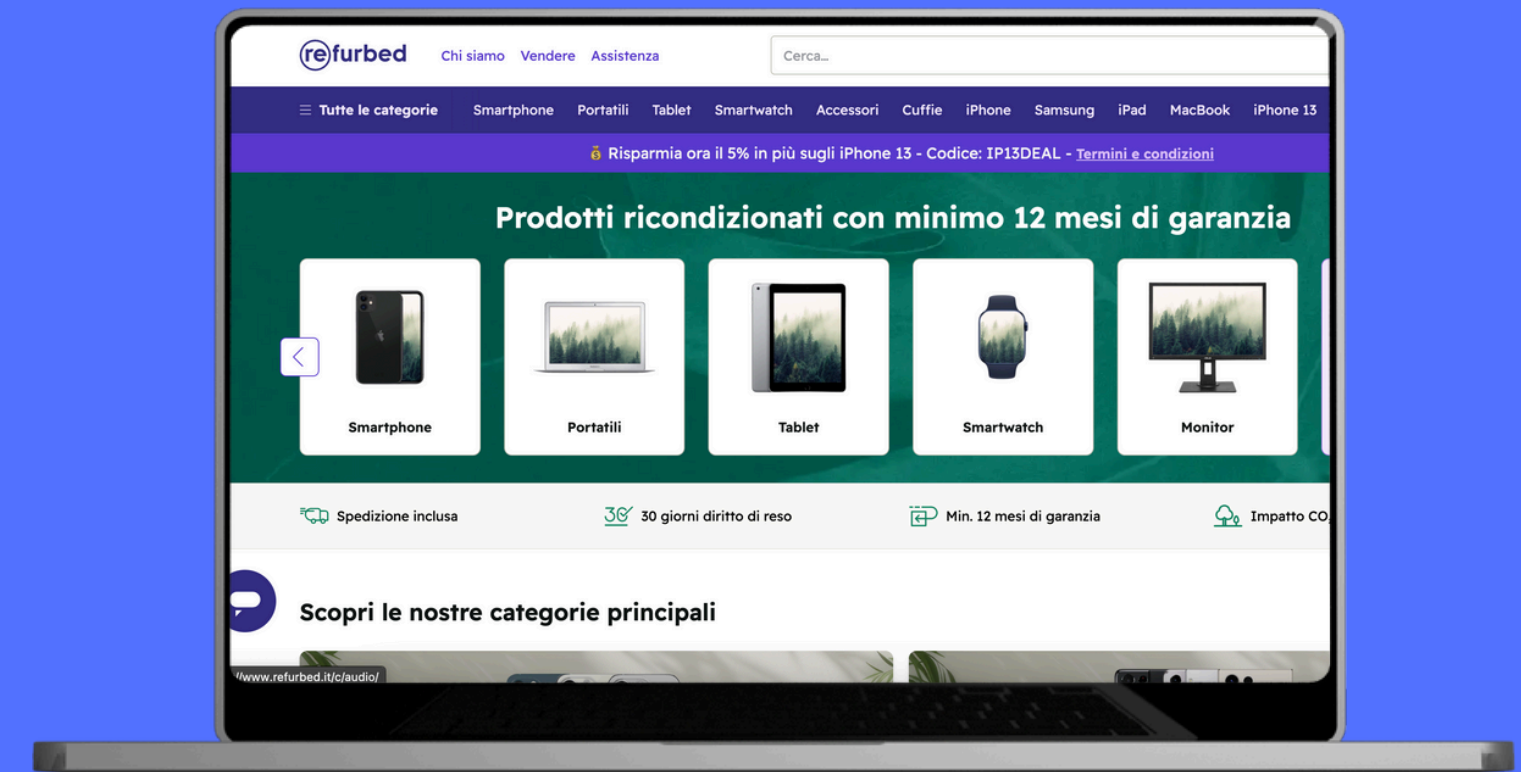 refurbed
Chi siamo Vendere Assistenza
Cerca...
Tutte le categorie Smartphone Portatili Tablet Smartwatch Accessori Cuffie iPhone Samsung iPad MacBook iPhone 13
Risparmia ora il 5% in più sugli iPhone 13 - Codice: IP13DEAL - Termini e condizioni
Prodotti ricondizionati con minimo 12 mesi di garanzia
Smartphone Portatili Tablet Smartwatch Monitor
Spedizione inclusa 30 30 giorni diritto di reso Min. 12 mesi di garanzia Impatto CO
Scopri le nostre categorie principali
/www.refurbed.it/c/audio/